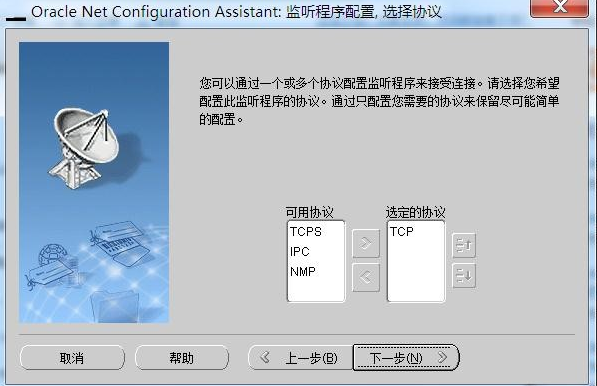 Oracle Net Configuration Assistant: 监听程序配置, 选择协议
您可以通过一个或多个协议配置监听程序来接受连接。请选择您希望
配置此监听程序的协议。通过只配置您需要的协议来保留尽可能简单
的配置。
可用协议 选定的协议
TCPS TCP
IPC
NMP
取消 帮助 上一步(B) 下一步(N)